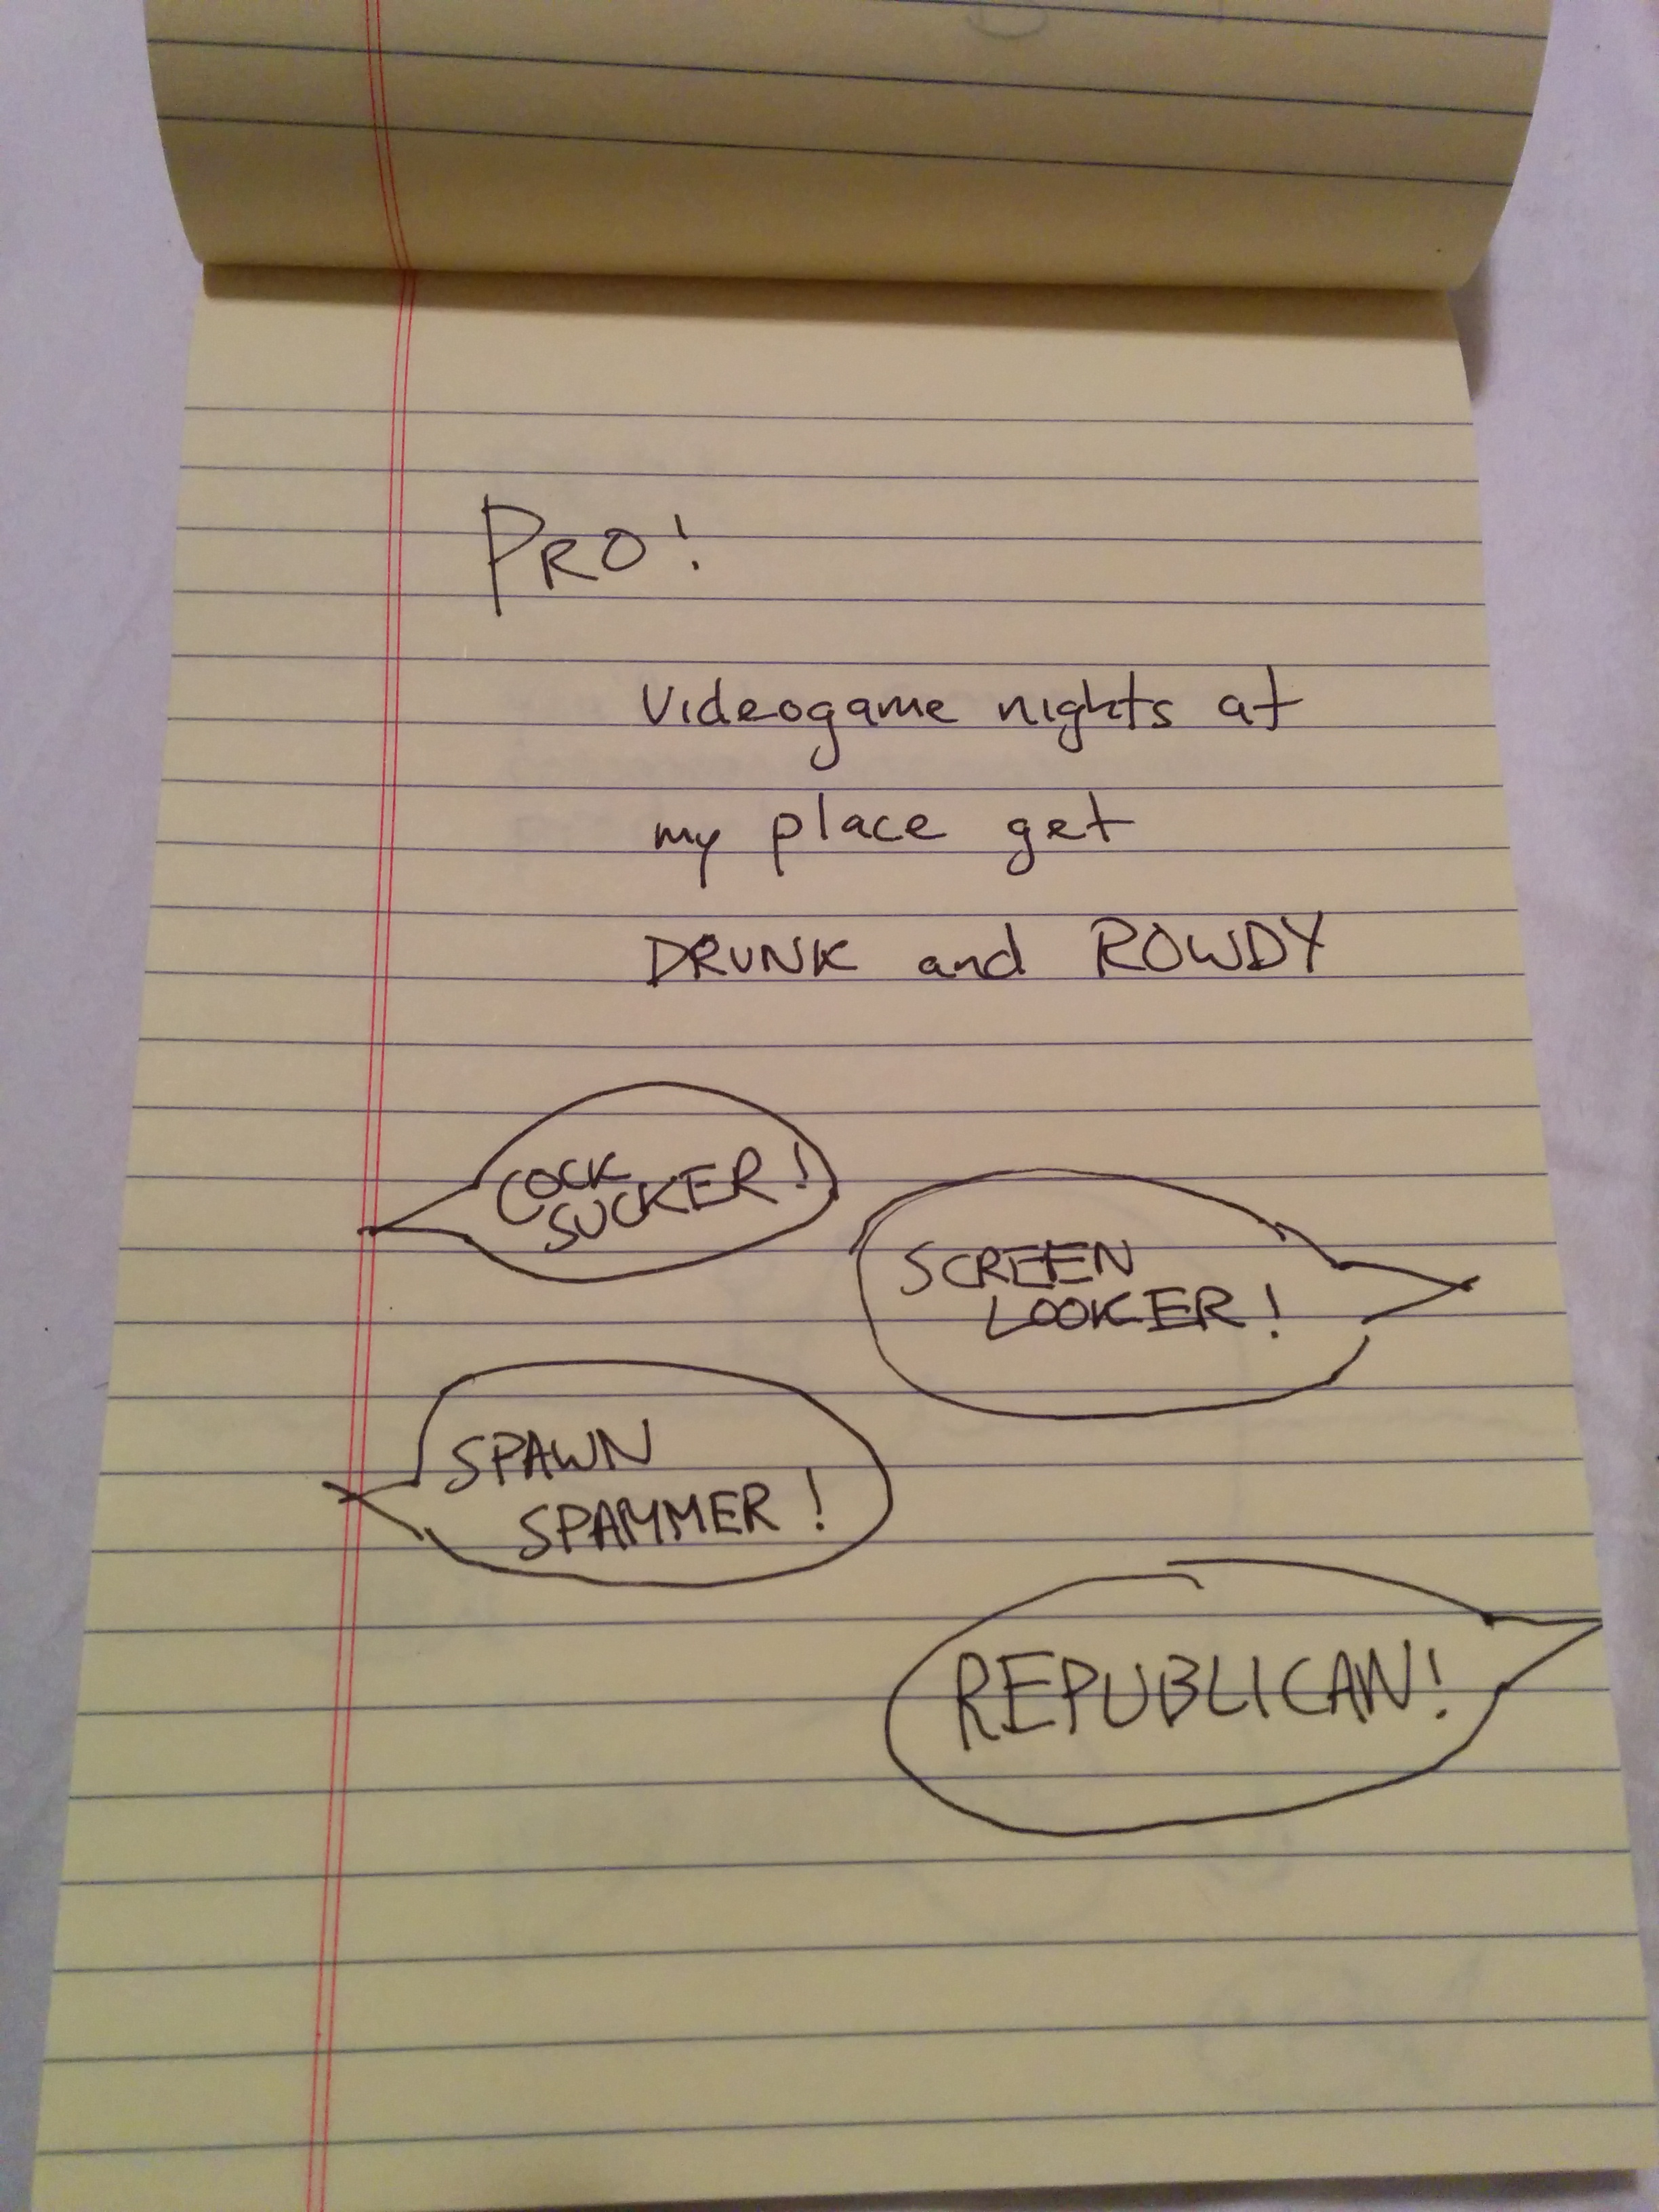 PRO!
Videogame nights at
my place get
DRUNK and ROWDY
COCK
SUCKER!
SCREEN
LOOKER!
SPAWN
SPAMMER!
REPUBLICAN!